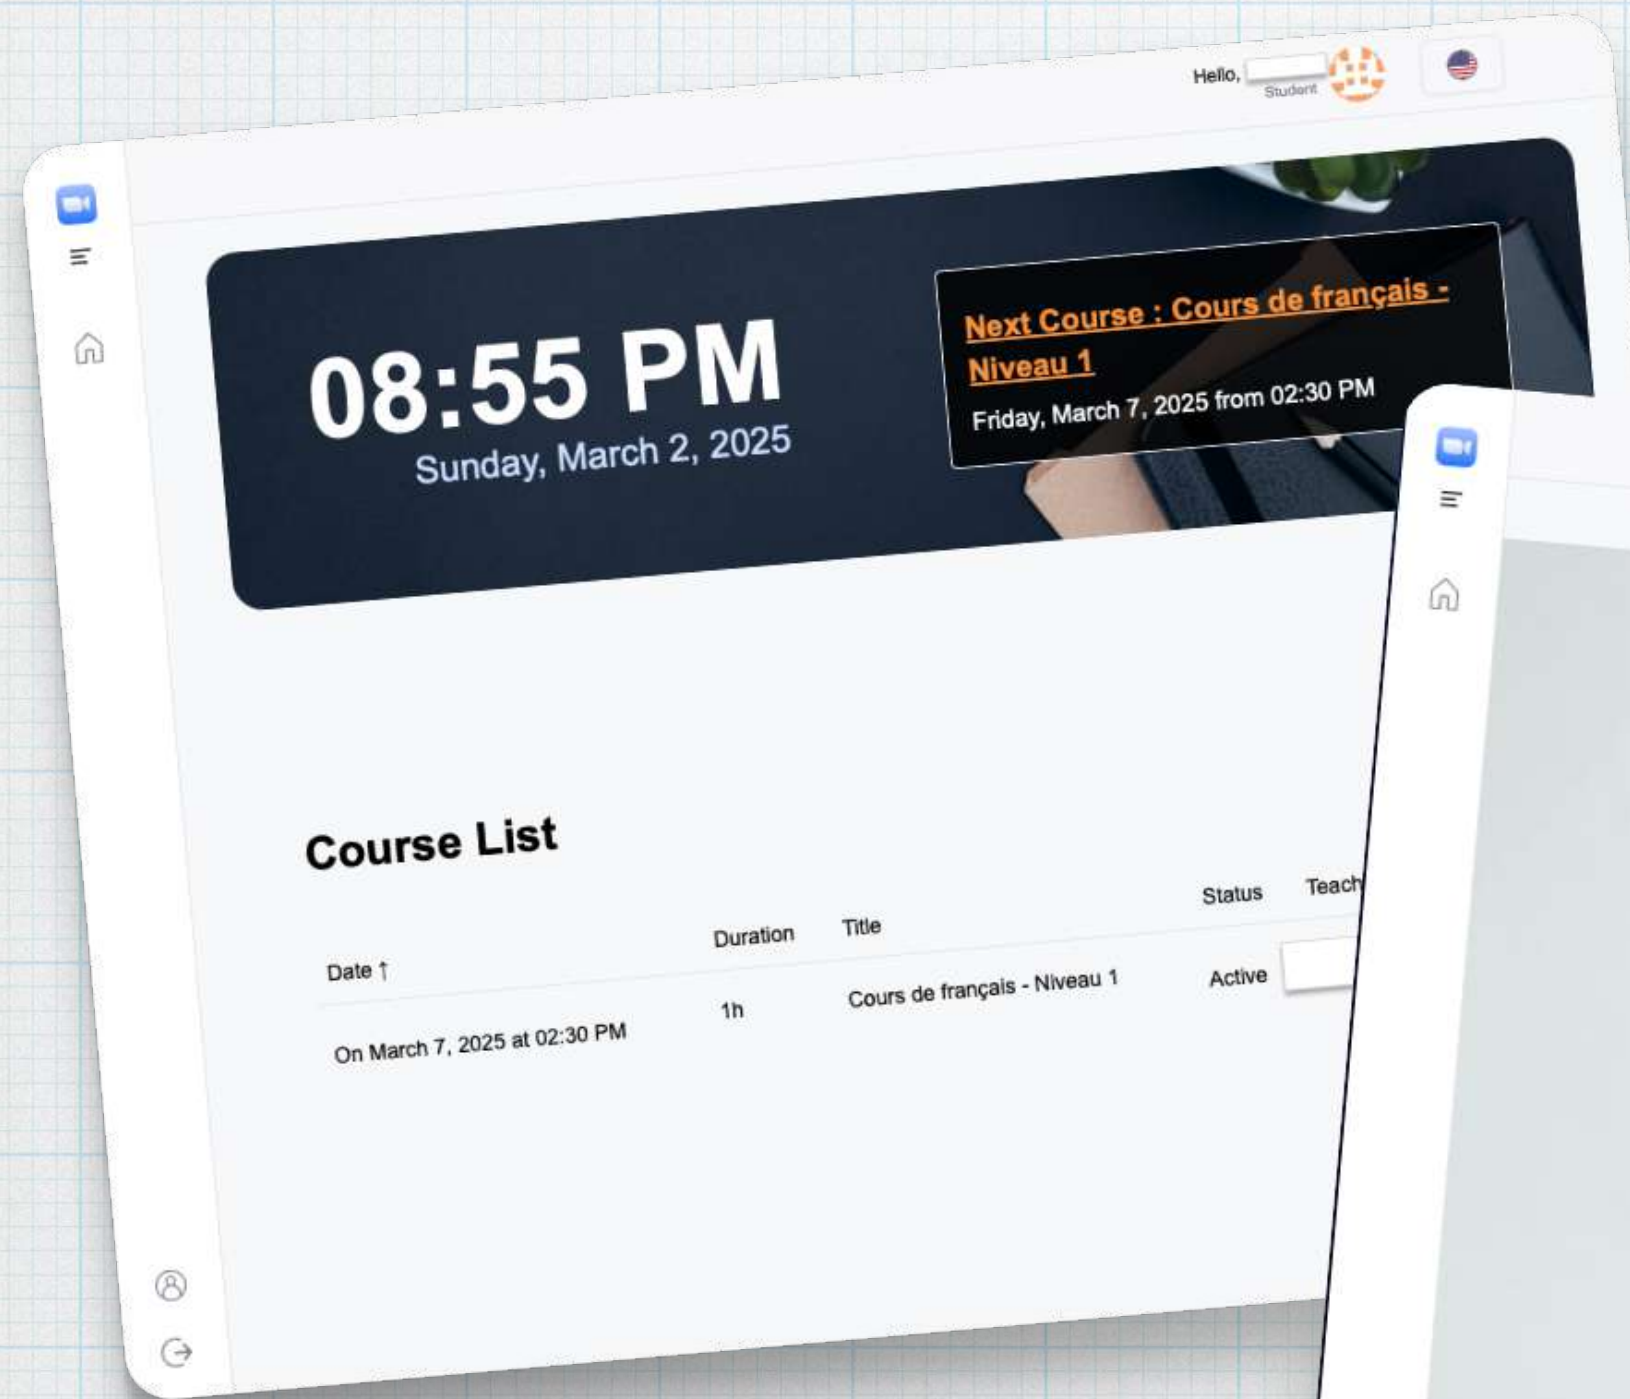 Hello,
Student
08:55 PM
Sunday, March 2, 2025
Next Course : Cours de français -
Niveau 1
Friday, March 7, 2025 from 02:30 PM
Course List
Date ↑ Duration Title Status Teach
On March 7, 2025 at 02:30 PM 1h Cours de français - Niveau 1 Active